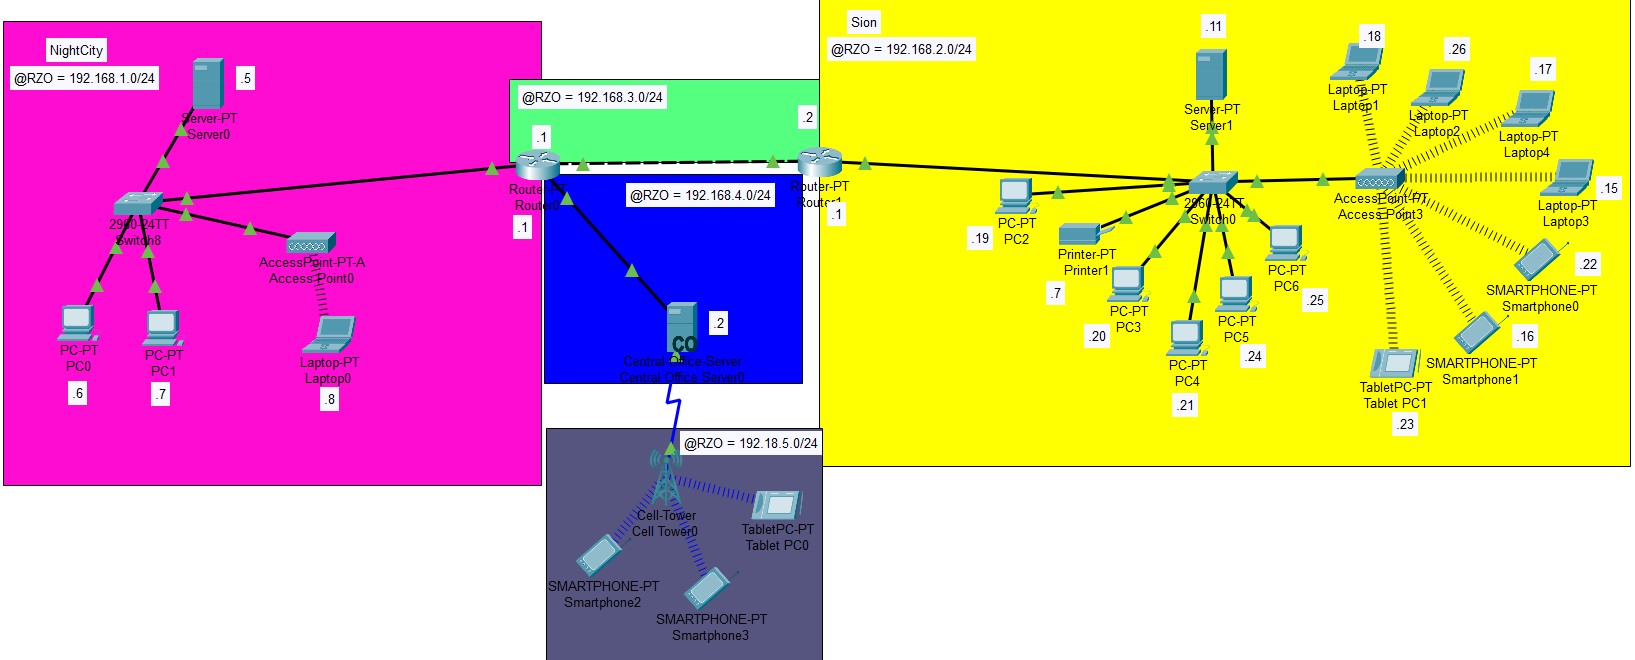 NightCity
@RZO = 192.168.1.0/24
.5
Server-PT
Server0
2960-24TT
Switch8
AccessPoint-PT-A
Access Point0
PC-PT
PC0
.6
PC-PT
PC1
.7
Laptop-PT
Laptop0
.8
@RZO = 192.168.3.0/24
.1
.2
Router-PT
Router0
.1
@RZO = 192.168.4.0/24
Router-PT
Router1
.1
.2
CO
Central-Office-Server
Central Office Server0
@RZO = 192.18.5.0/24
Cell-Tower
Cell Tower0
TabletPC-PT
Tablet PC0
SMARTPHONE-PT
Smartphone2
SMARTPHONE-PT
Smartphone3
Sion
@RZO = 192.168.2.0/24
.11
Server-PT
Server1
.18
Laptop-PT
Laptop1
.26
Laptop-PT
Laptop2
.17
Laptop-PT
Laptop4
.15
Laptop-PT
Laptop3
2960-24TT
Switch0
AccessPoint-PT
Access Point3
PC-PT
PC2
.19
Printer-PT
Printer1
.7
PC-PT
PC3
.20
PC-PT
PC4
.21
PC-PT
PC5
.24
PC-PT
PC6
.25
.22
SMARTPHONE-PT
Smartphone0
.16
SMARTPHONE-PT
Smartphone1
TabletPC-PT
Tablet PC1
.23